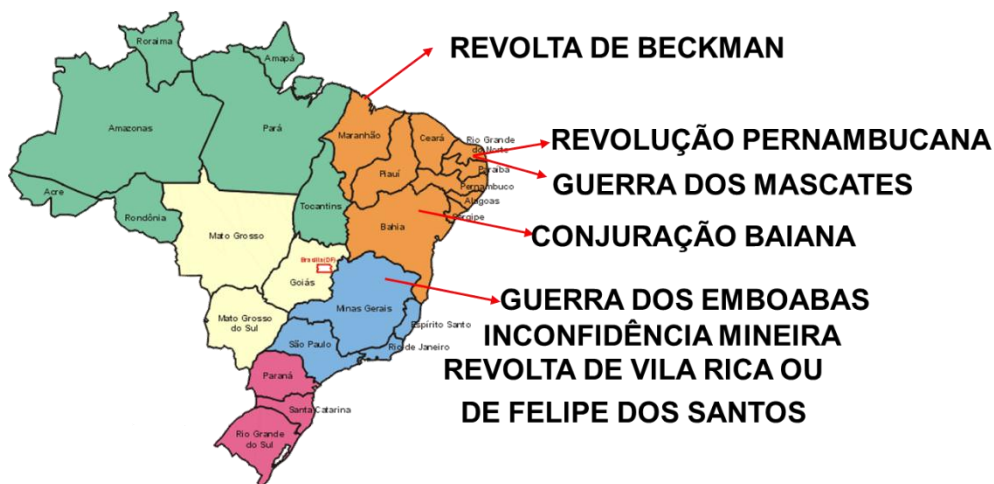 Roraima
Amapá
REVOLTA DE BECKMAN
Amazonas
Pará
Maranhão
Ceará
Rio Grande
do Norte
REVOLUÇÃO PERNAMBUCANA
Piauí
Paraíba
GUERRA DOS MASCATES
Pernambuco
Acre
Alagoas
Rondônia
Tocantins
Sergipe
Mato Grosso
Bahia
CONJURAÇÃO BAIANA
Brasília(DF)
Goiás
Minas Gerais
GUERRA DOS EMBOABAS
Mato Grosso
do Sul
Espírito Santo
INCONFIDÊNCIA MINEIRA
São Paulo
Rio de Janeiro
REVOLTA DE VILA RICA OU
Paraná
Santa Catarina
DE FELIPE DOS SANTOS
Rio Grande
do Sul